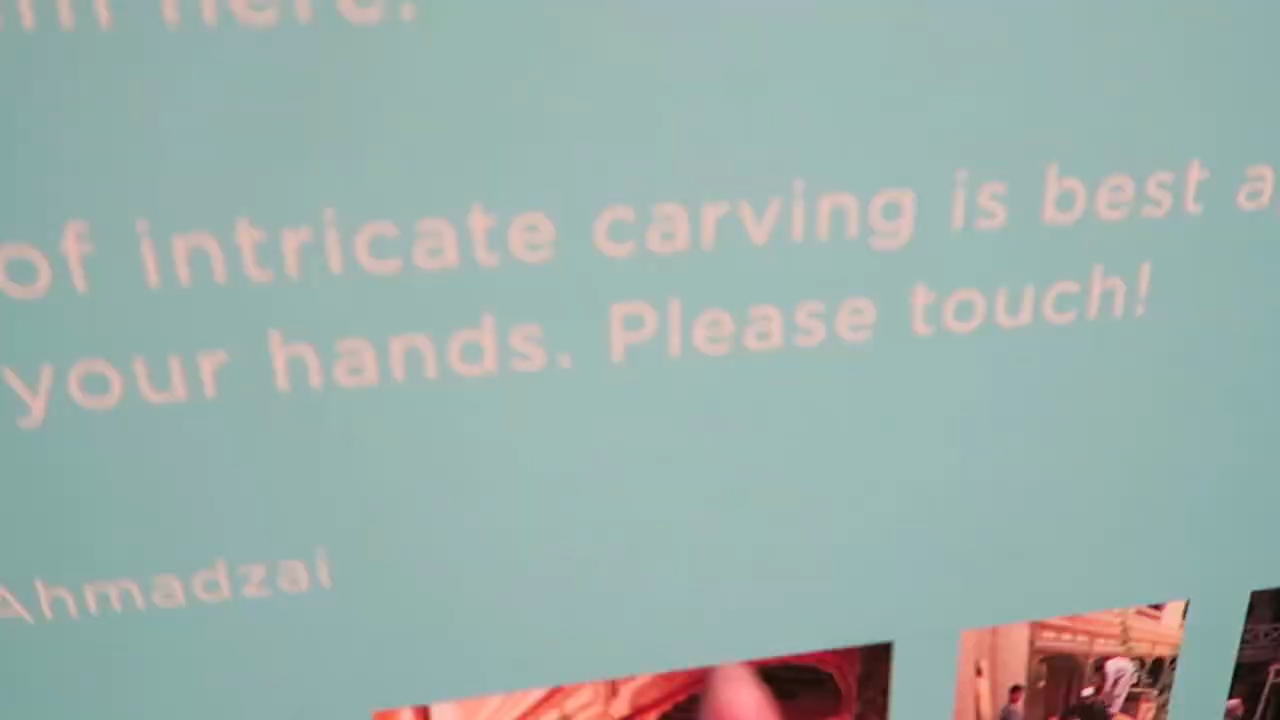 of intricate carving is best a
your hands. Please touch!
Ahmadzai